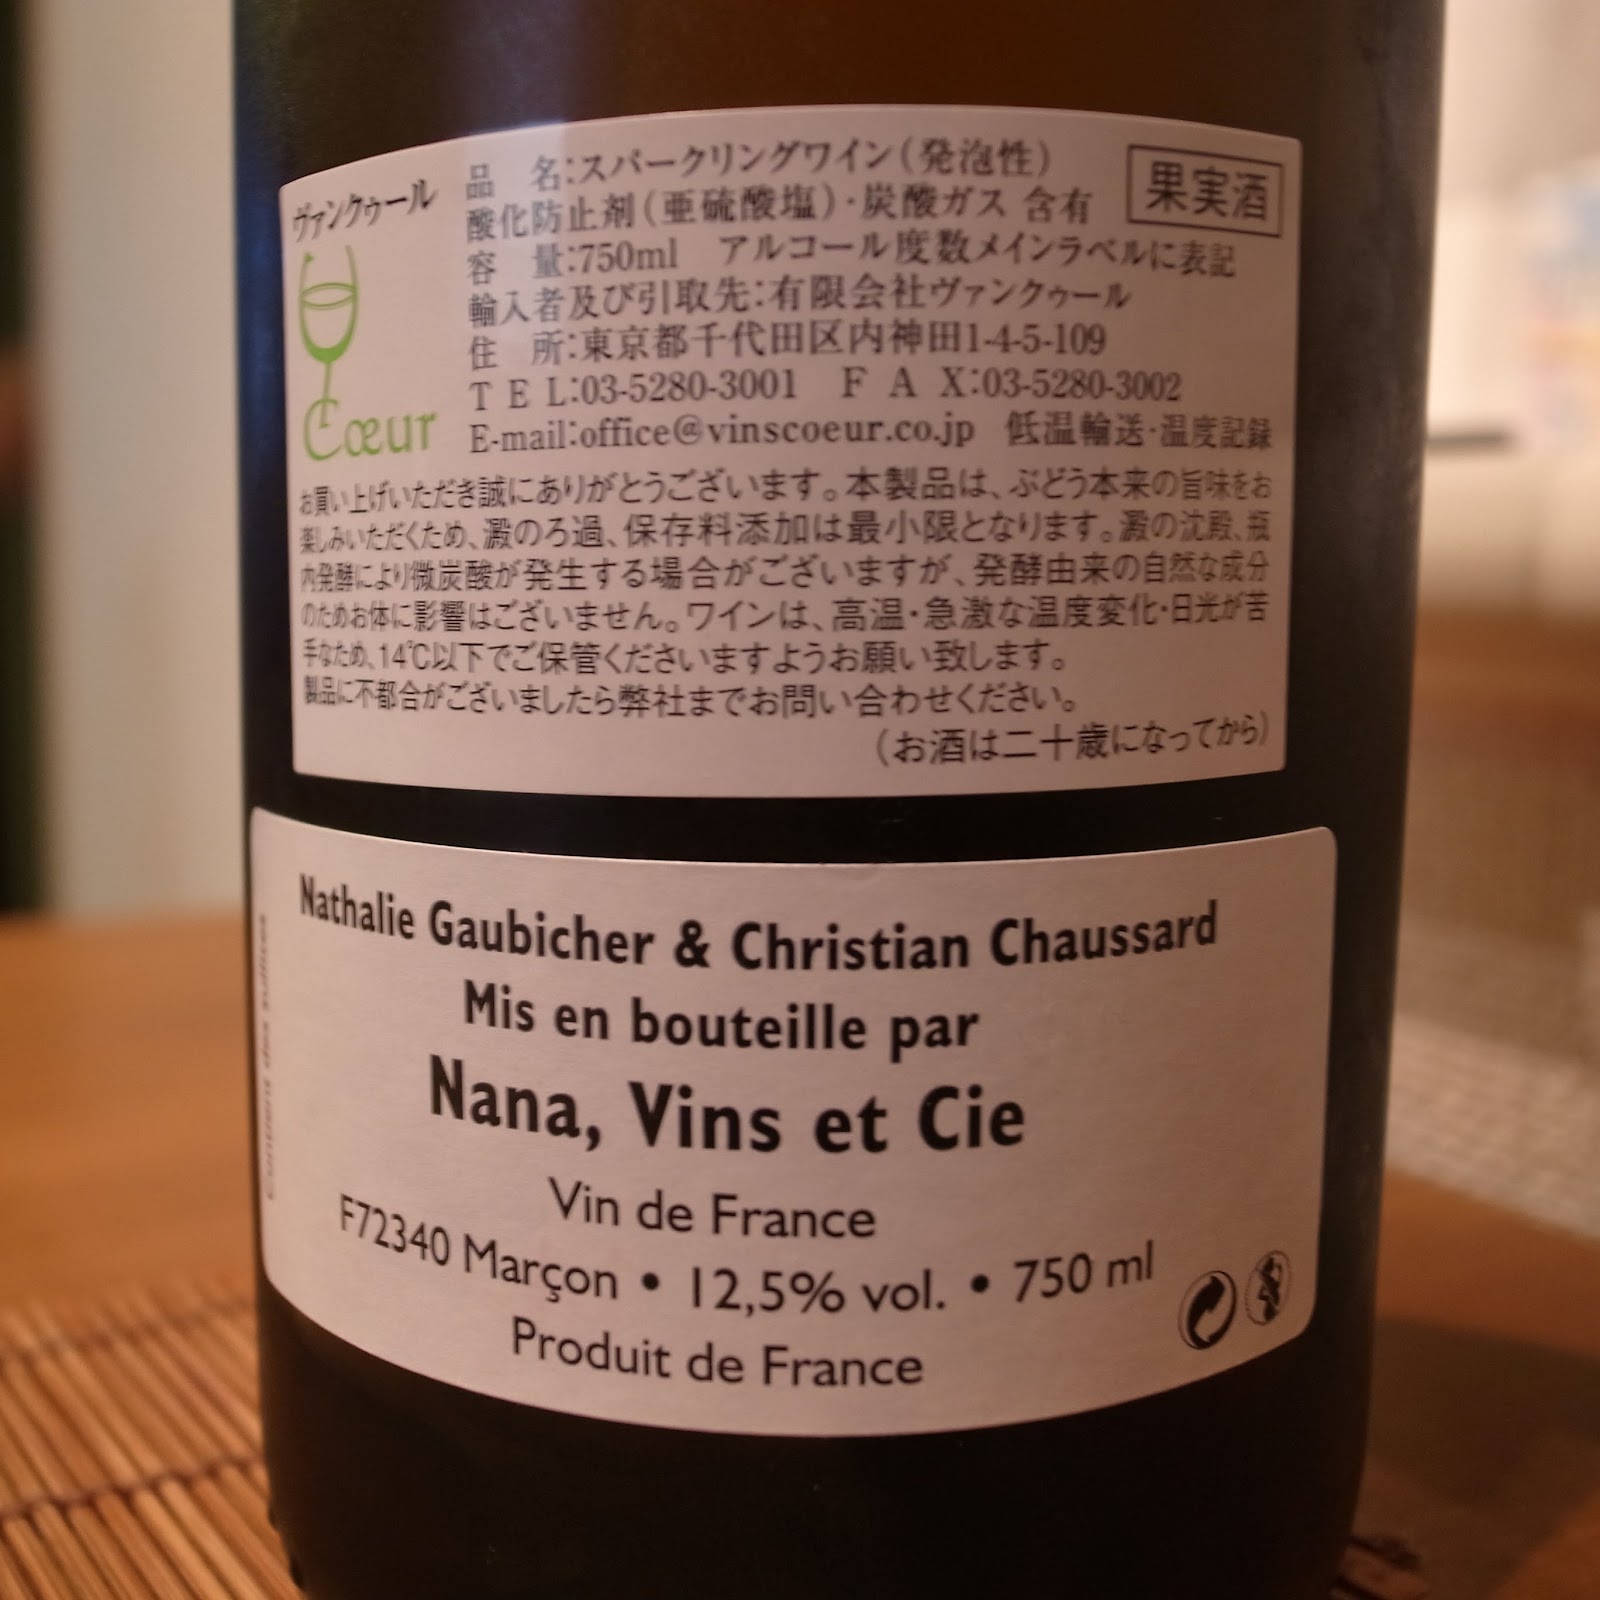 ヴァンクゥール
Cœur
品　名:スパークリングワイン(発泡性)
果実酒
酸化防止剤(亜硫酸塩)・炭酸ガス 含有
容　量:750ml　アルコール度数メインラベルに表記
輸入者及び引取先:有限会社ヴァンクゥール
住　所:東京都千代田区内神田1-4-5-109
T E L:03-5280-3001　F A X:03-5280-3002
E-mail:office@vinscoeur.co.jp　低温輸送・温度記録
お買い上げいただき誠にありがとうございます。本製品は、ぶどう本来の旨味をお
楽しみいただくため、澱のろ過、保存料添加は最小限となります。澱の沈殿、瓶
内発酵により微炭酸が発生する場合がございますが、発酵由来の自然な成分
のためお体に影響はございません。ワインは、高温・急激な温度変化・日光が苦
手なため、14℃以下でご保管くださいますようお願い致します。
製品に不都合がございましたら弊社までお問い合わせください。
(お酒は二十歳になってから)
Nathalie Gaubicher & Christian Chaussard
Mis en bouteille par
Nana, Vins et Cie
Vin de France
F72340 Marçon • 12,5% vol. • 750 ml
Produit de France
Contient des sulfites